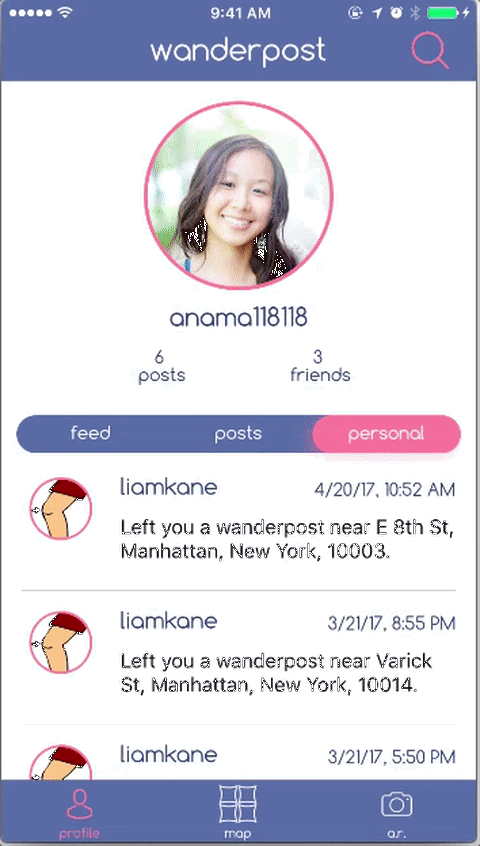 9:41 AM
wanderpost
anama118118
6 3
posts friends
feed posts personal
liamkane 4/20/17, 10:52 AM
Left you a wanderpost near E 8th St,
Manhattan, New York, 10003.
liamkane 3/21/17, 8:55 PM
Left you a wanderpost near Varick
St, Manhattan, New York, 10014.
liamkane 3/21/17, 5:50 PM
profile map a.r.